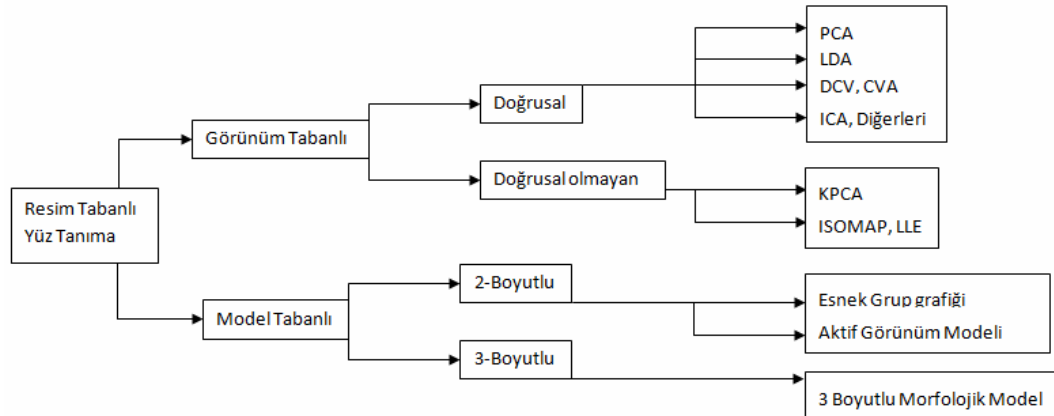 Resim Tabanlı
Yüz Tanıma
Görünüm Tabanlı
Doğrusal
PCA
LDA
DCV, CVA
ICA, Diğerleri
Doğrusal olmayan
KPCA
ISOMAP, LLE
Model Tabanlı
2-Boyutlu
Esnek Grup grafiği
Aktif Görünüm Modeli
3-Boyutlu
3 Boyutlu Morfolojik Model